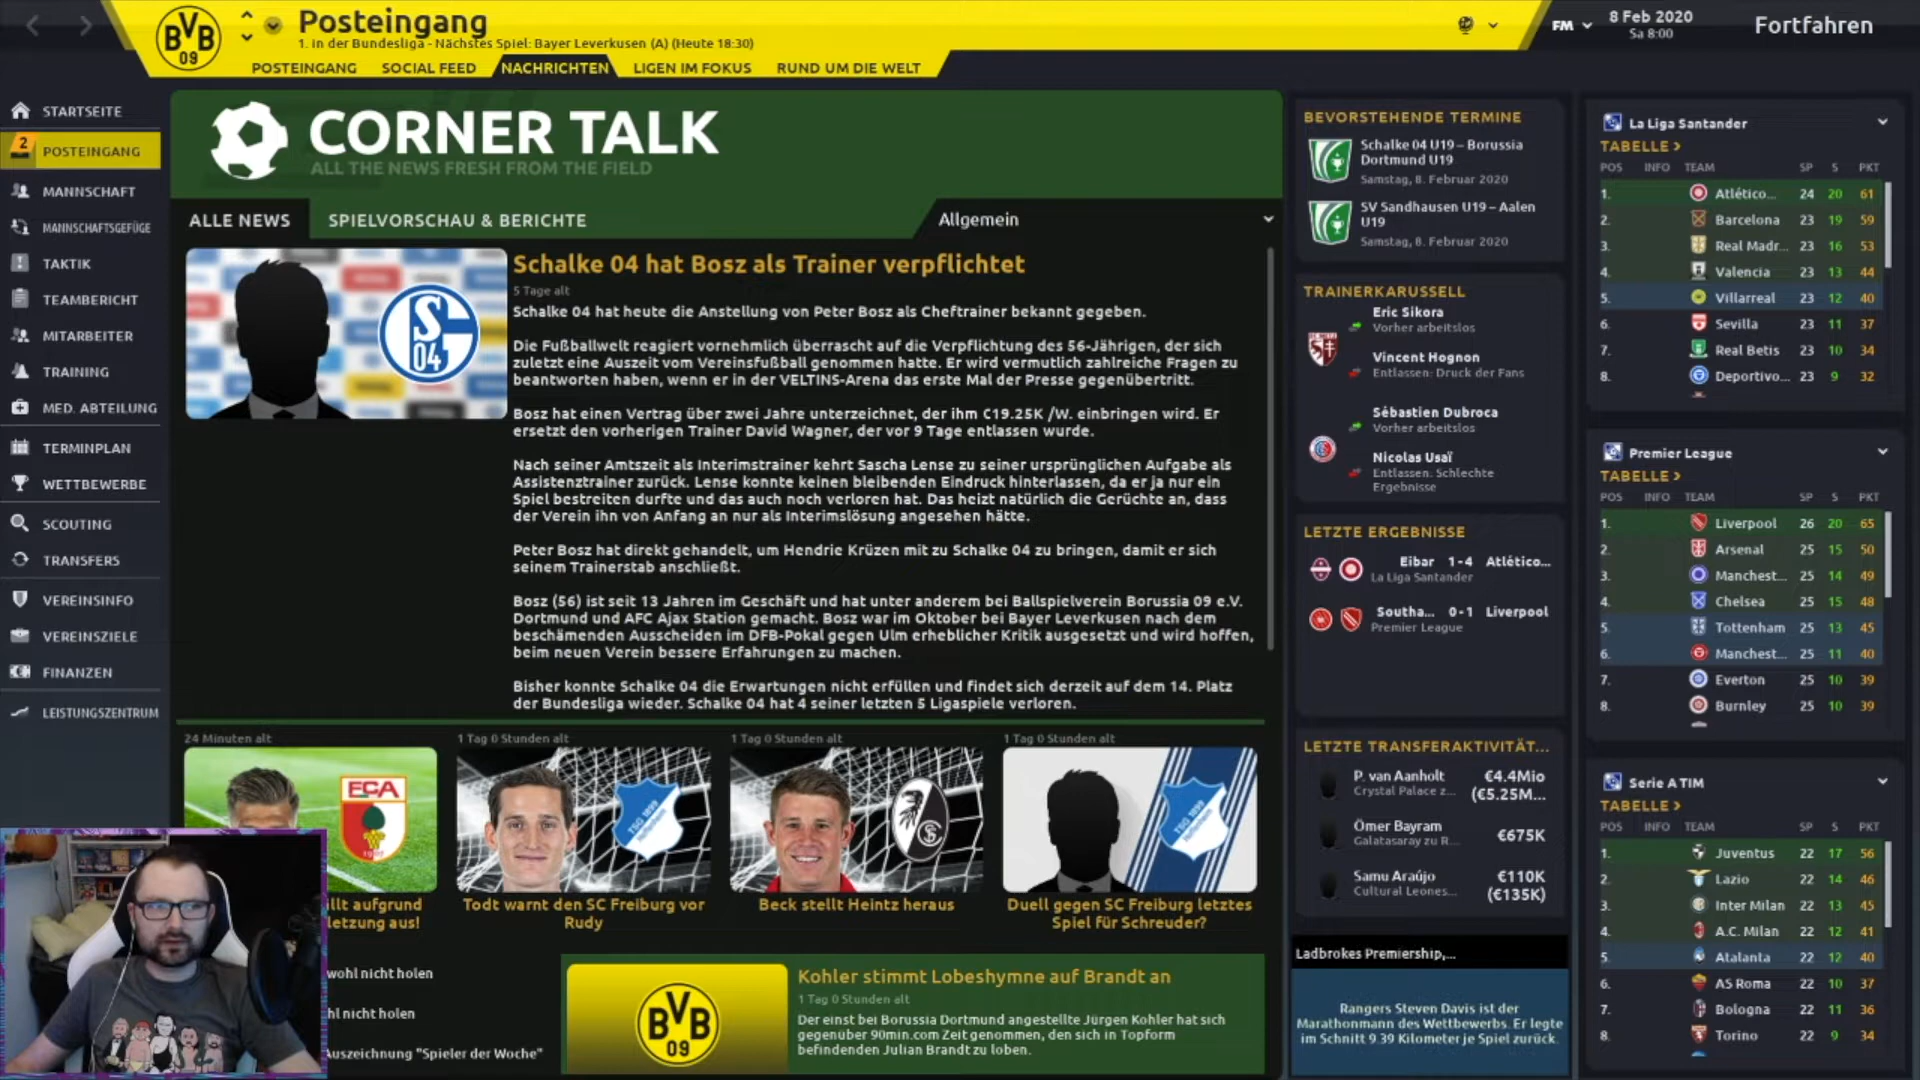 Posteingang
1. in der Bundesliga - Nächstes Spiel: Bayer Leverkusen (A) (Heute 18:30)
POSTEINGANG SOCIAL FEED NACHRICHTEN LIGEN IM FOKUS RUND UM DIE WELT
FM
8 Feb 2020
Sa 8:00
Fortfahren
BVB
09
STARTSEITE
2
POSTEINGANG
MANNSCHAFT
MANNSCHAFTSGEFÜGE
TAKTIK
TEAMBERICHT
MITARBEITER
TRAINING
MED. ABTEILUNG
TERMINPLAN
WETTBEWERBE
SCOUTING
TRANSFERS
VEREINSINFO
VEREINSZIELE
FINANZEN
LEISTUNGSZENTRUM
CORNER TALK
ALL THE NEWS FRESH FROM THE FIELD
ALLE NEWS SPIELVORSCHAU & BERICHTE Allgemein
S
04
Schalke 04 hat Bosz als Trainer verpflichtet
5 Tage alt
Schalke 04 hat heute die Anstellung von Peter Bosz als Cheftrainer bekannt gegeben.
Die Fußballwelt reagiert vornehmlich überrascht auf die Verpflichtung des 56-Jährigen, der sich
zuletzt eine Auszeit vom Vereinsfußball genommen hatte. Er wird vermutlich zahlreiche Fragen zu
beantworten haben, wenn er in der VELTINS-Arena das erste Mal der Presse gegenübertritt.
Bosz hat einen Vertrag über zwei Jahre unterzeichnet, der ihm €19.25K /W. einbringen wird. Er
ersetzt den vorherigen Trainer David Wagner, der vor 9 Tage entlassen wurde.
Nach seiner Amtszeit als Interimstrainer kehrt Sascha Lense zu seiner ursprünglichen Aufgabe als
Assistenztrainer zurück. Lense konnte keinen bleibenden Eindruck hinterlassen, da er ja nur ein
Spiel bestreiten durfte und das auch noch verloren hat. Das heizt natürlich die Gerüchte an, dass
der Verein ihn von Anfang an nur als Interimslösung angesehen hätte.
Peter Bosz hat direkt gehandelt, um Hendrie Krüzen mit zu Schalke 04 zu bringen, damit er sich
seinem Trainerstab anschließt.
Bosz (56) ist seit 13 Jahren im Geschäft und hat unter anderem bei Ballspielverein Borussia 09 e.V.
Dortmund und AFC Ajax Station gemacht. Bosz war im Oktober bei Bayer Leverkusen nach dem
beschämenden Ausscheiden im DFB-Pokal gegen Ulm erheblicher Kritik ausgesetzt und wird hoffen,
beim neuen Verein bessere Erfahrungen zu machen.
Bisher konnte Schalke 04 die Erwartungen nicht erfüllen und findet sich derzeit auf dem 14. Platz
der Bundesliga wieder. Schalke 04 hat 4 seiner letzten 5 Ligaspiele verloren.
24 Minuten alt
FCA
1907
llt aufgrund
letzung aus!
1 Tag 0 Stunden alt
Todt warnt den SC Freiburg vor
Rudy
1 Tag 0 Stunden alt
Beck stellt Heintz heraus
1 Tag 0 Stunden alt
Duell gegen SC Freiburg letztes
Spiel für Schreuder?
wohl nicht holen
hl nicht holen
Auszeichnung "Spieler der Woche"
BVB
09
Kohler stimmt Lobeshymne auf Brandt an
1 Tag 0 Stunden alt
Der einst bei Borussia Dortmund angestellte Jürgen Kohler hat sich
gegenüber 90min.com Zeit genommen, den sich in Topform
befindenden Julian Brandt zu loben.
BEVORSTEHENDE TERMINE
Schalke 04 U19 – Borussia
Dortmund U19
Samstag, 8. Februar 2020
SV Sandhausen U19 – Aalen
U19
Samstag, 8. Februar 2020
TRAINERKARUSSELL
Eric Sikora
Vorher arbeitslos
Vincent Hognon
Entlassen: Druck der Fans
Sébastien Dubroca
Vorher arbeitslos
Nicolas Usaï
Entlassen: Schlechte
Ergebnisse
LETZTE ERGEBNISSE
Eibar 1-4 Atlético...
La Liga Santander
Southa... 0-1 Liverpool
Premier League
LETZTE TRANSFERAKTIVITÄT...
P. van Aanholt €4.4Mio
Crystal Palace z... (€5.25M...
Ömer Bayram €675K
Galatasaray zu R...
Samu Araújo €110K
Cultural Leones... (€135K)
Ladbrokes Premiership,...
Rangers Steven Davis ist der
Marathonmann des Wettbewerbs. Er legte
im Schnitt 9.39 Kilometer je Spiel zurück.
La Liga Santander
TABELLE >
POS INFO TEAM SP S PKT
1. Atlético... 24 20 61
2. Barcelona 23 19 59
3. Real Madr... 23 16 53
4. Valencia 23 13 44
5. Villarreal 23 12 40
6. Sevilla 23 11 37
7. Real Betis 23 10 34
8. Deportivo... 23 9 32
Premier League
TABELLE >
POS INFO TEAM SP S PKT
1. Liverpool 26 20 65
2. Arsenal 25 15 50
3. Manchest... 25 14 49
4. Chelsea 25 15 48
5. Tottenham 25 13 45
6. Manchest... 25 11 40
7. Everton 25 10 39
8. Burnley 25 10 39
Serie A TIM
TABELLE >
POS INFO TEAM SP S PKT
1. Juventus 22 17 56
2. Lazio 22 14 46
3. Inter Milan 22 13 45
4. A.C. Milan 22 12 41
5. Atalanta 22 12 40
6. AS Roma 22 10 37
7. Bologna 22 11 36
8. Torino 22 9 34